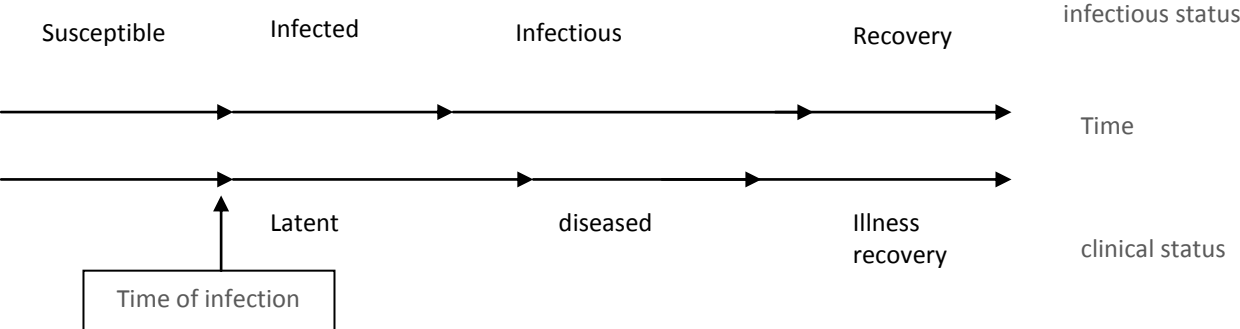 infectious status
Susceptible
Infected
Infectious
Recovery
Time
Latent
diseased
Illness
recovery
clinical status
Time of infection